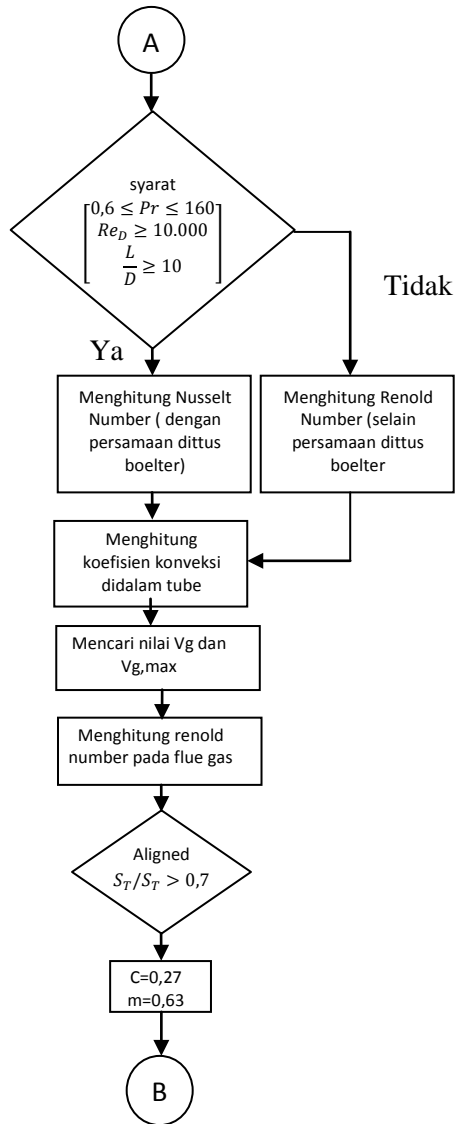 A
syarat
0,6 ≤ Pr ≤ 160
Re_D ≥ 10.000
L/D ≥ 10
Tidak
Ya
Menghitung Nusselt
Number ( dengan
persamaan dittus
boelter)
Menghitung Renold
Number (selain
persamaan dittus
boelter
Menghitung
koefisien konveksi
didalam tube
Mencari nilai Vg dan
Vg,max
Menghitung renold
number pada flue gas
Aligned
S_T/S_T > 0,7
C=0,27
m=0,63
B